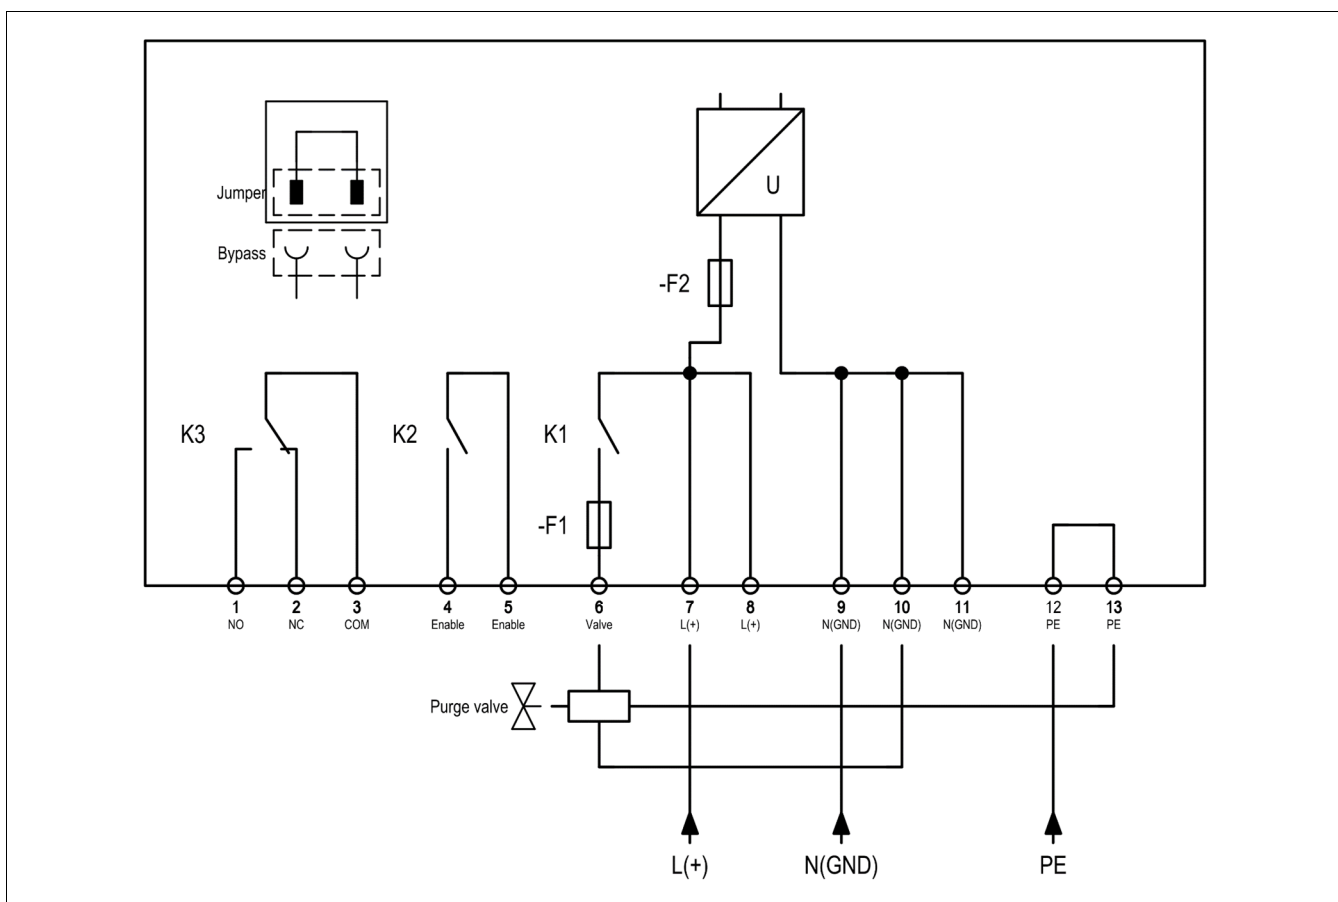 U
Jumper
Bypass
-F2
K3
K2
K1
-F1
1 2 3 4 5 6 7 8 9 10 11 12 13
NO NC COM Enable Enable Valve L(+) L(+) N(GND) N(GND) N(GND) PE PE
Purge valve
L(+) N(GND) PE